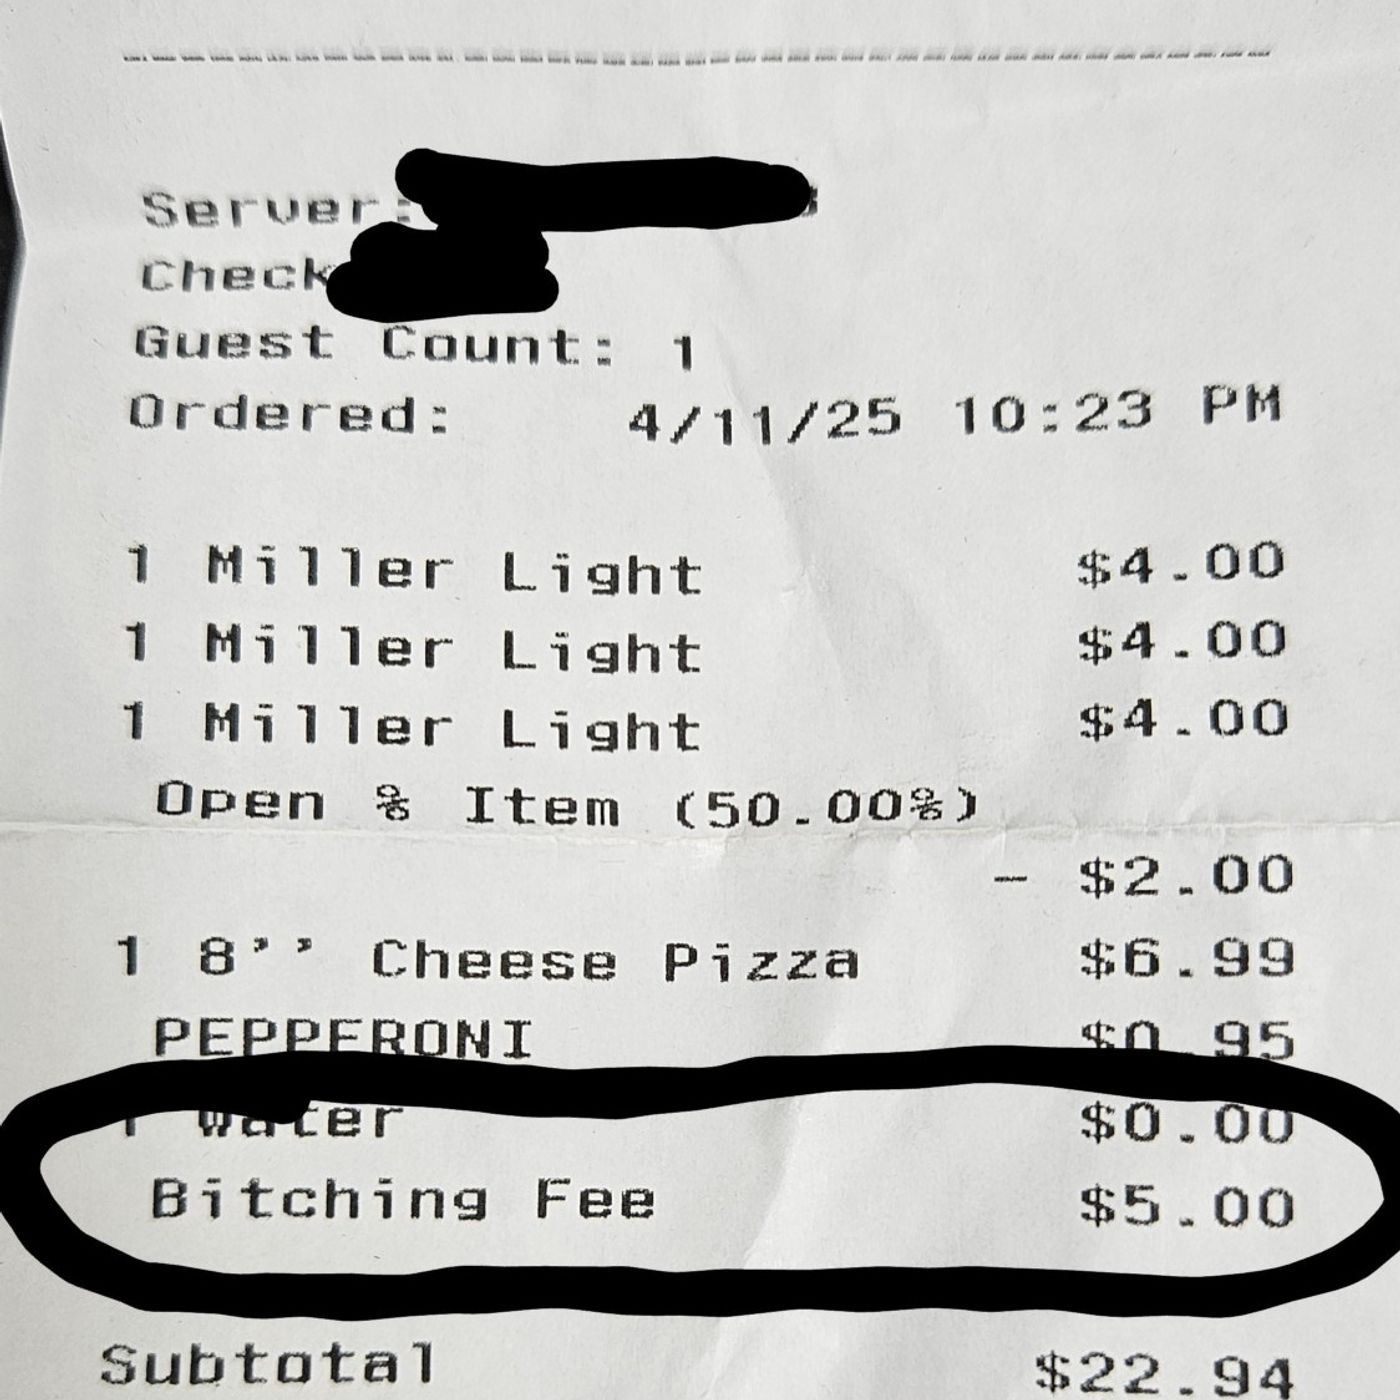 Server:
Check
Guest Count: 1
Ordered: 4/11/25 10:23 PM
1 Miller Light $4.00
1 Miller Light $4.00
1 Miller Light $4.00
Open % Item (50.00%)
- $2.00
1 8'' Cheese Pizza $6.99
PEPPERONI $0.95
1 Water $0.00
Bitching Fee $5.00
Subtotal $22.94